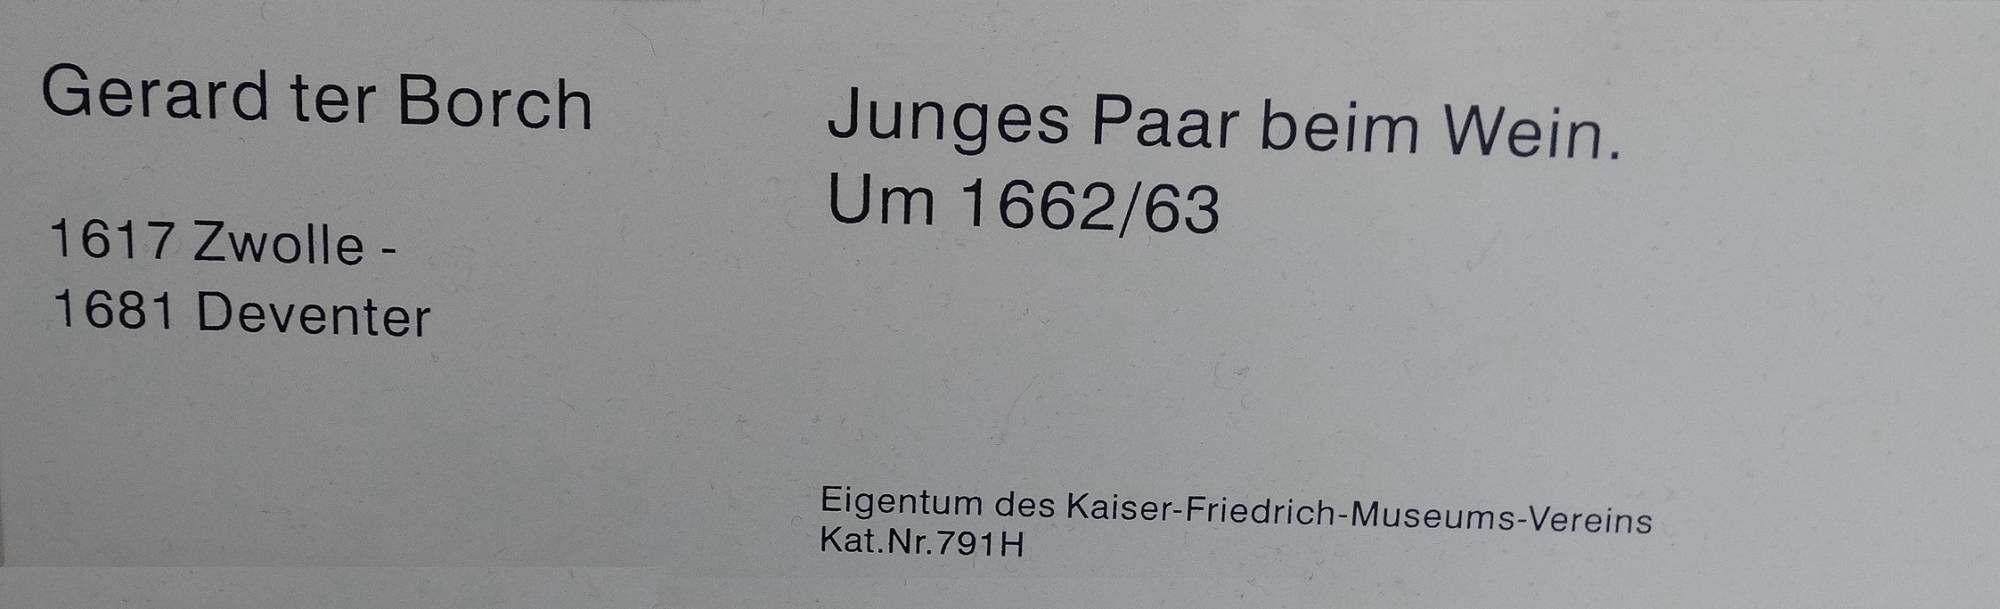 Gerard ter Borch
1617 Zwolle -
1681 Deventer
Junges Paar beim Wein.
Um 1662/63
Eigentum des Kaiser-Friedrich-Museums-Vereins
Kat.Nr.791H